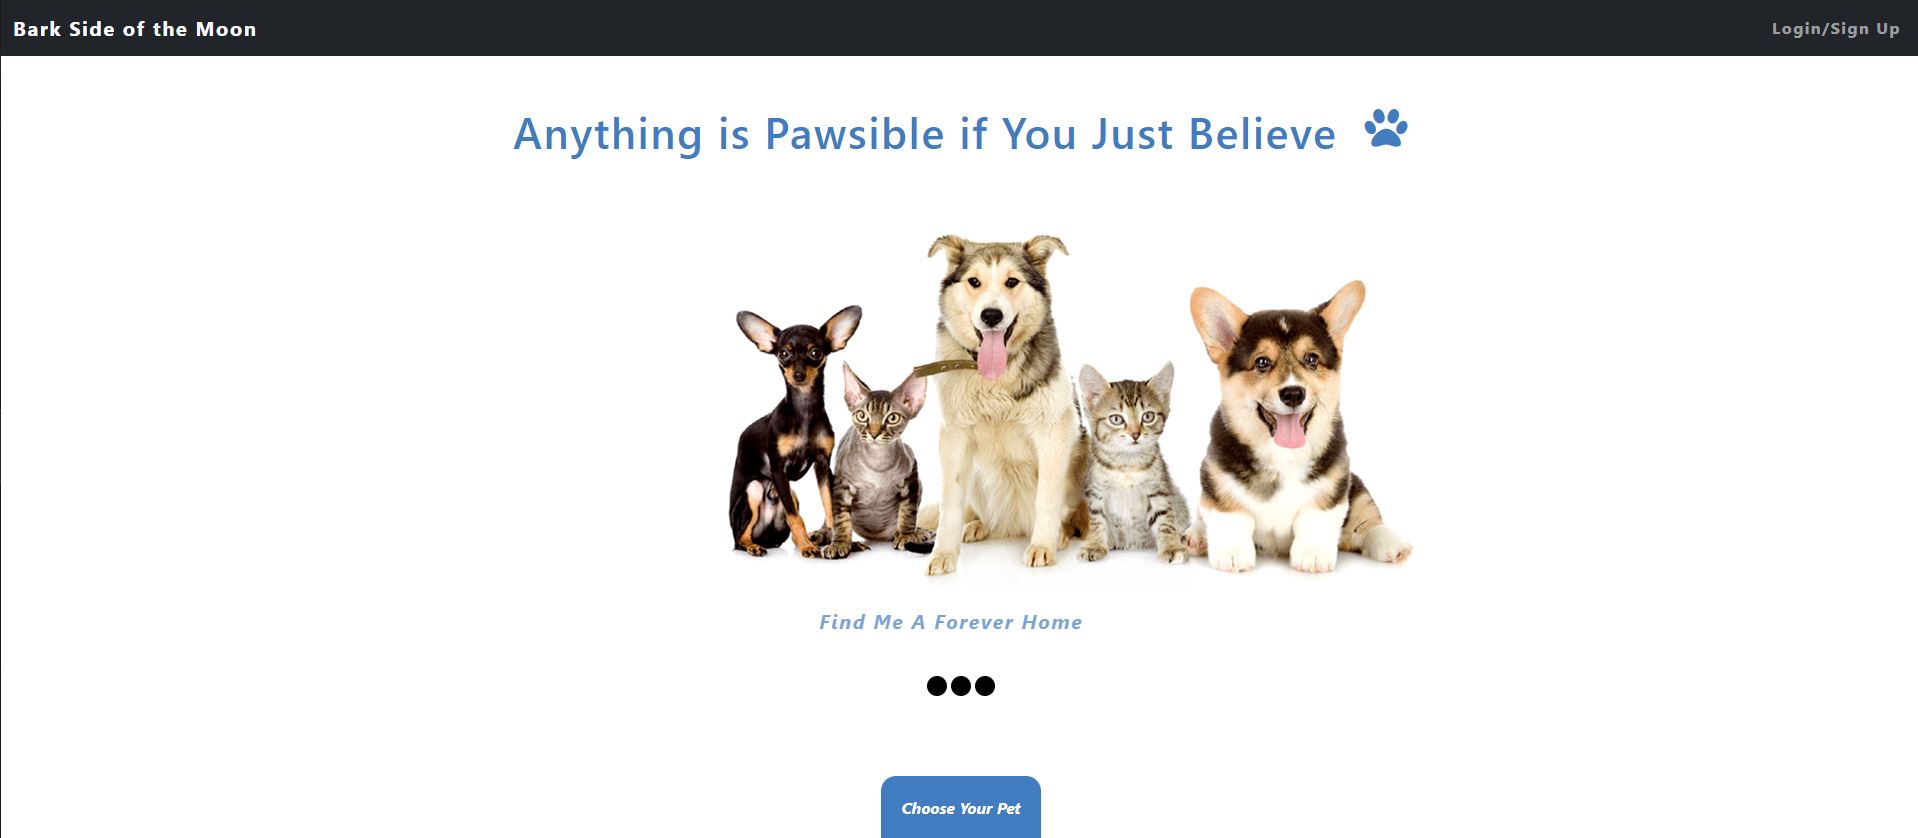 Bark Side of the Moon
Login/Sign Up
Anything is Pawsible if You Just Believe
Find Me A Forever Home
Choose Your Pet